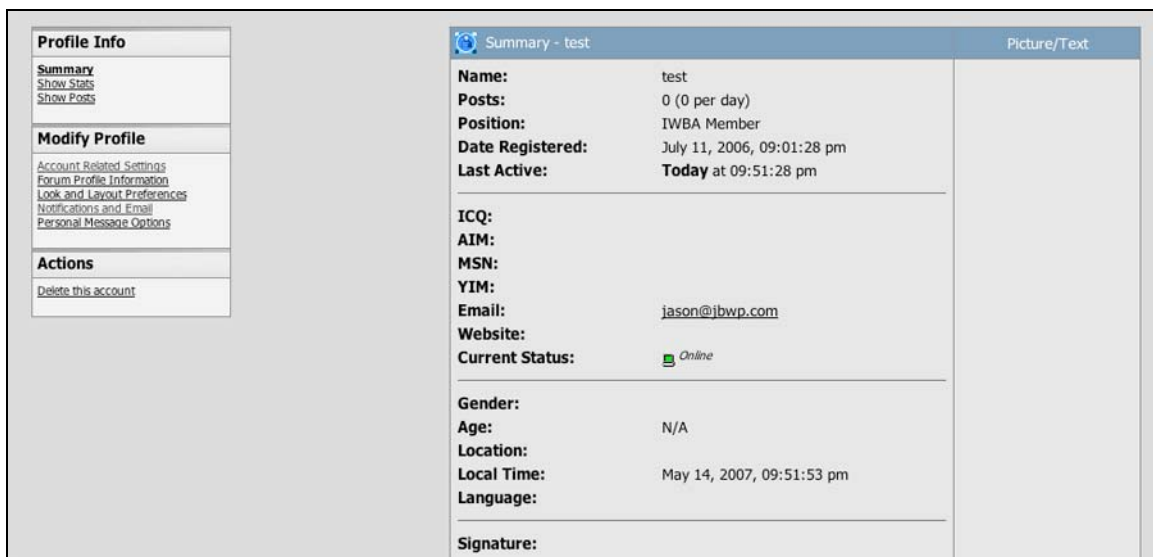 Profile Info
Summary
Show Stats
Show Posts
Modify Profile
Account Related Settings
Forum Profile Information
Look and Layout Preferences
Notifications and Email
Personal Message Options
Actions
Delete this account
Summary - test
Picture/Text
Name: test
Posts: 0 (0 per day)
Position: IWBA Member
Date Registered: July 11, 2006, 09:01:28 pm
Last Active: Today at 09:51:28 pm
ICQ:
AIM:
MSN:
YIM:
Email: jason@jbwp.com
Website:
Current Status: Online
Gender:
Age: N/A
Location:
Local Time: May 14, 2007, 09:51:53 pm
Language:
Signature: